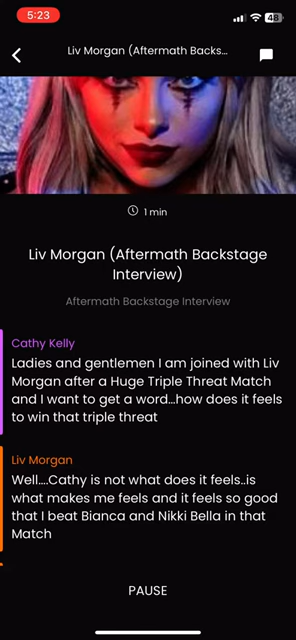 5:23
48
Liv Morgan (Aftermath Backs...
1 min
Liv Morgan (Aftermath Backstage
Interview)
Aftermath Backstage Interview
Cathy Kelly
Ladies and gentlemen I am joined with Liv
Morgan after a Huge Triple Threat Match
and I want to get a word...how does it feels
to win that triple threat
Liv Morgan
Well....Cathy is not what does it feels..is
what makes me feels and it feels so good
that I beat Bianca and Nikki Bella in that
Match
PAUSE